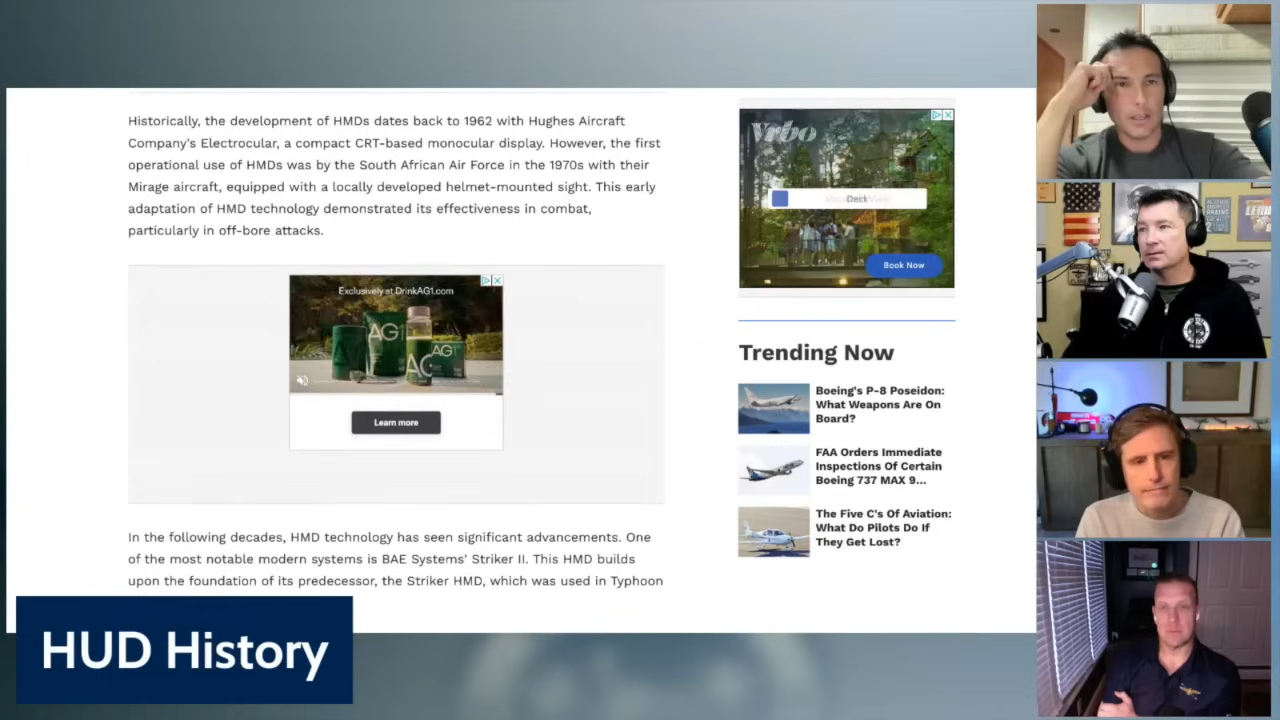 Historically, the development of HMDs dates back to 1962 with Hughes Aircraft
Company's Electrocular, a compact CRT-based monocular display. However, the first
operational use of HMDs was by the South African Air Force in the 1970s with their
Mirage aircraft, equipped with a locally developed helmet-mounted sight. This early
adaptation of HMD technology demonstrated its effectiveness in combat,
particularly in off-bore attacks.
Exclusively at DrinkAG1.com
AG1
AG
AG1
Learn more
In the following decades, HMD technology has seen significant advancements. One
of the most notable modern systems is BAE Systems' Striker II. This HMD builds
upon the foundation of its predecessor, the Striker HMD, which was used in Typhoon
Vrbo
Deck
Book Now
Trending Now
Boeing's P-8 Poseidon:
What Weapons Are On
Board?
FAA Orders Immediate
Inspections Of Certain
Boeing 737 MAX 9...
The Five C's Of Aviation:
What Do Pilots Do If
They Get Lost?
HUD History